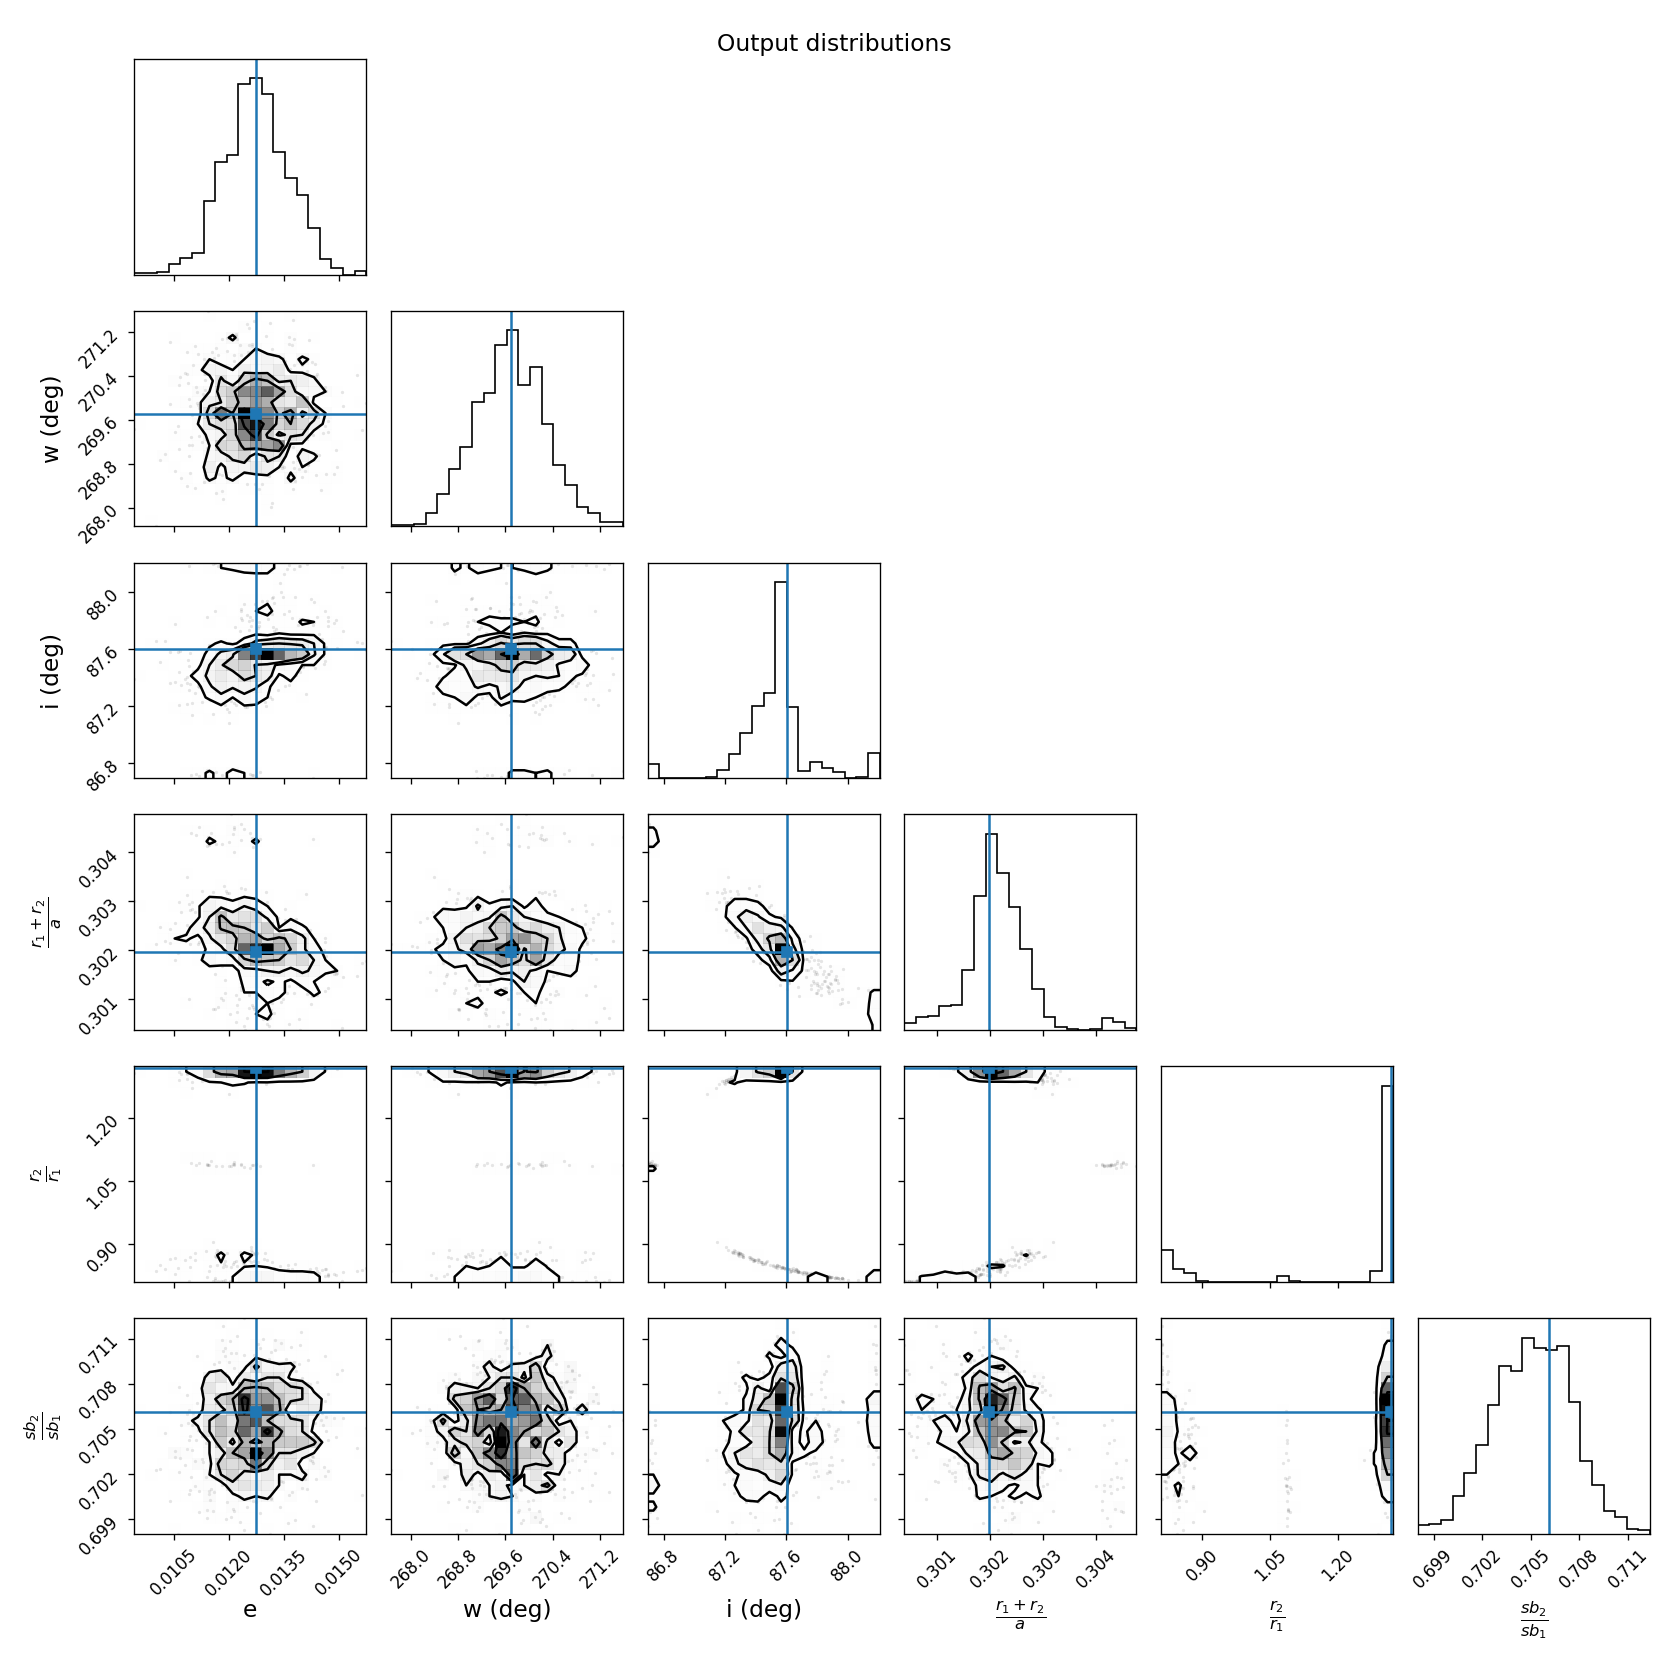 Output distributions
w (deg)
271.2
270.4
269.6
268.8
268.0
i (deg)
88.0
87.6
87.2
86.8
r₁ + r₂
a
0.304
0.303
0.302
0.301
r₂
r₁
1.20
1.05
0.90
sb₂
sb₁
0.711
0.708
0.705
0.702
0.699
0.0105 0.0120 0.0135 0.0150 268.0 268.8 269.6 270.4 271.2 86.8 87.2 87.6 88.0 0.301 0.302 0.303 0.304 0.90 1.05 1.20 0.699 0.702 0.705 0.708 0.711
e w (deg) i (deg) r₁ + r₂ r₂ sb₂
a r₁ sb₁